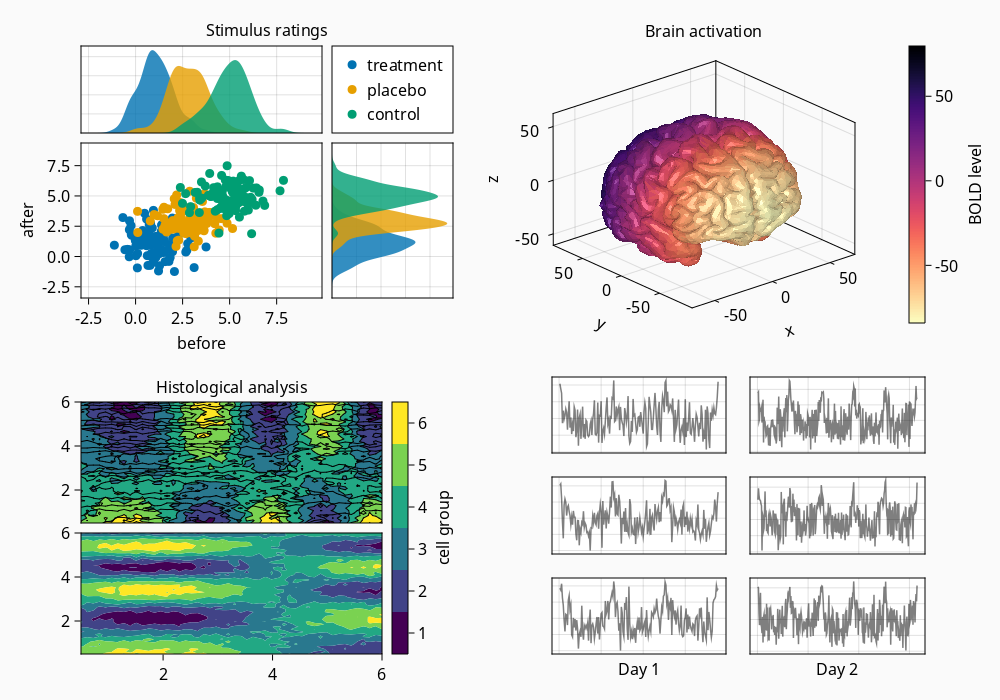 Stimulus ratings
treatment
placebo
control
7.5
5.0
2.5
0.0
-2.5
after
-2.5 0.0 2.5 5.0 7.5
before
Brain activation
50
0
-50
z
50
0
-50
y
-50
0
50
x
50
0
-50
BOLD level
Histological analysis
6
4
2
6
4
2
2 4 6
6
5
4
3
2
1
cell group
Day 1
Day 2